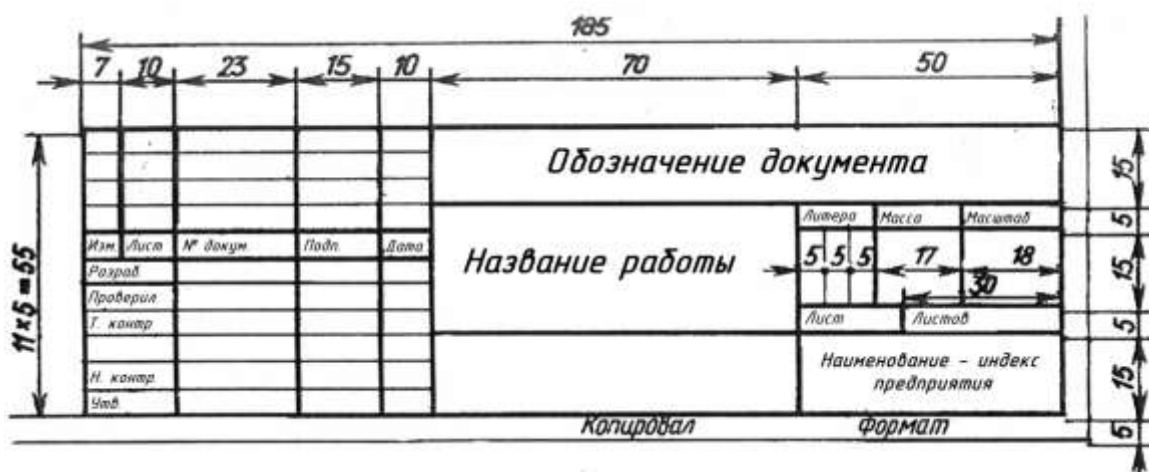 185
7 10 23 15 10 70 50
Обозначение документа
15
Литера Масса Масштаб
5
Изм. Лист № докум. Подп. Дата
Название работы
5 5 5 17 18
15
30
11x5=55
Разраб
Проверил
Т. контр
Лист Листов
5
Наименование - индекс
предприятия
15
Н. контр.
Утв.
Копировал Формат
5